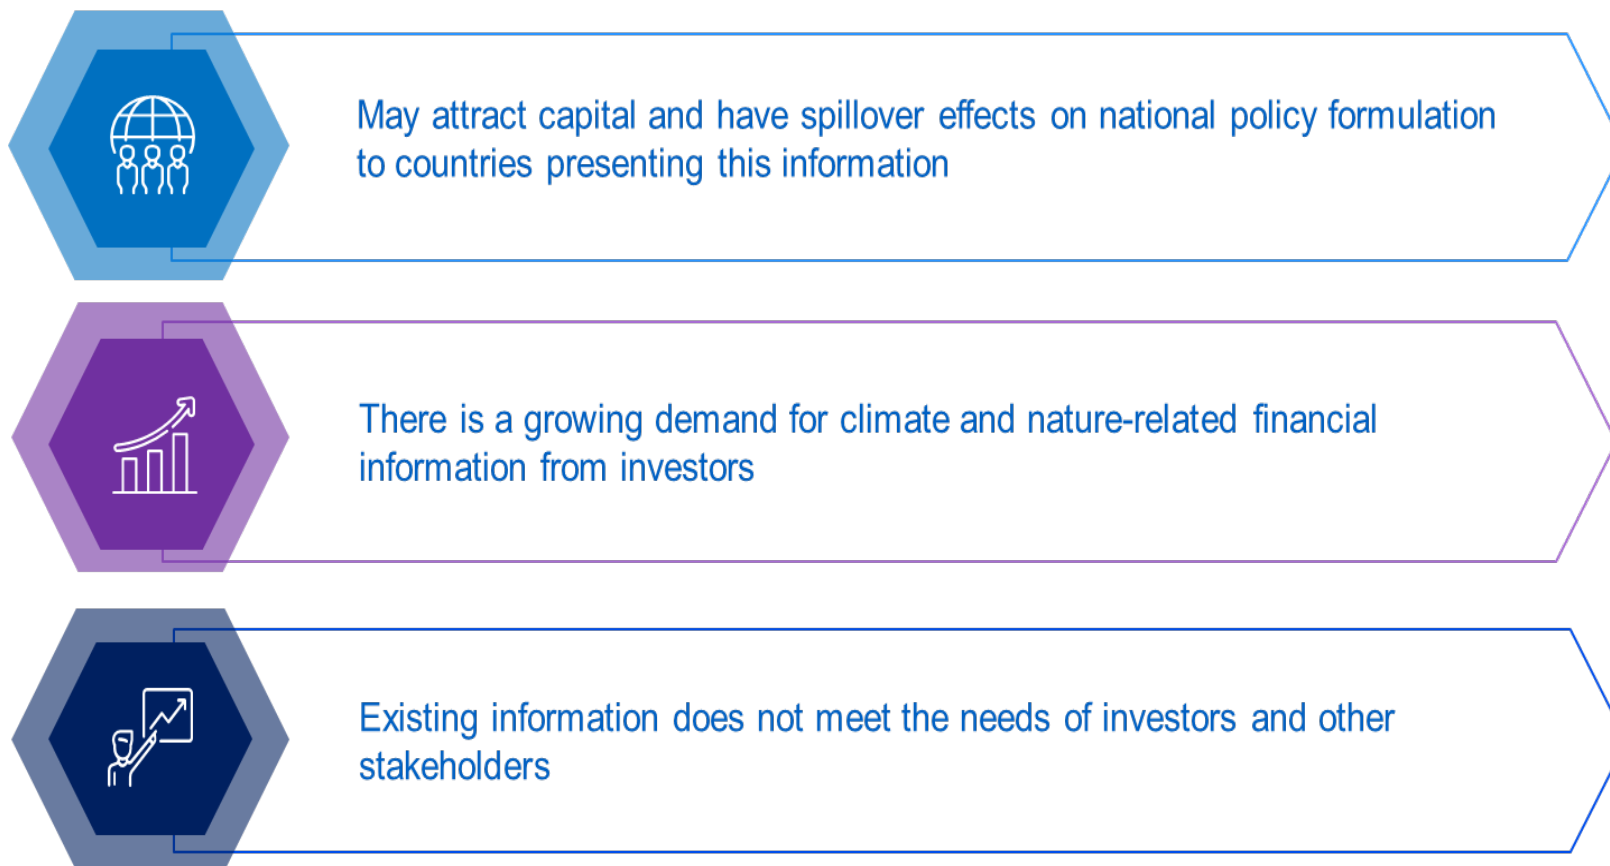 May attract capital and have spillover effects on national policy formulation
to countries presenting this information
There is a growing demand for climate and nature-related financial
information from investors
Existing information does not meet the needs of investors and other
stakeholders